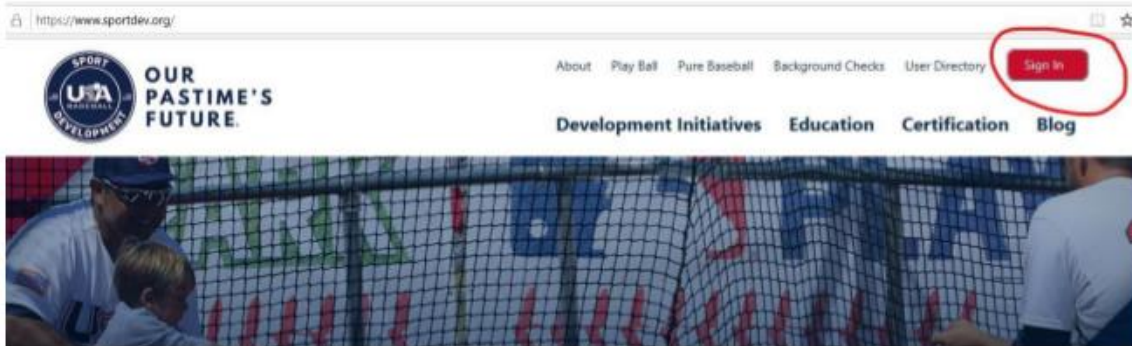 https://www.sportdev.org/
SPORT
USA
BASEBALL
DEVELOPMENT
OUR
PASTIME'S
FUTURE.
About Play Ball Pure Baseball Background Checks User Directory Sign In
Development Initiatives Education Certification Blog